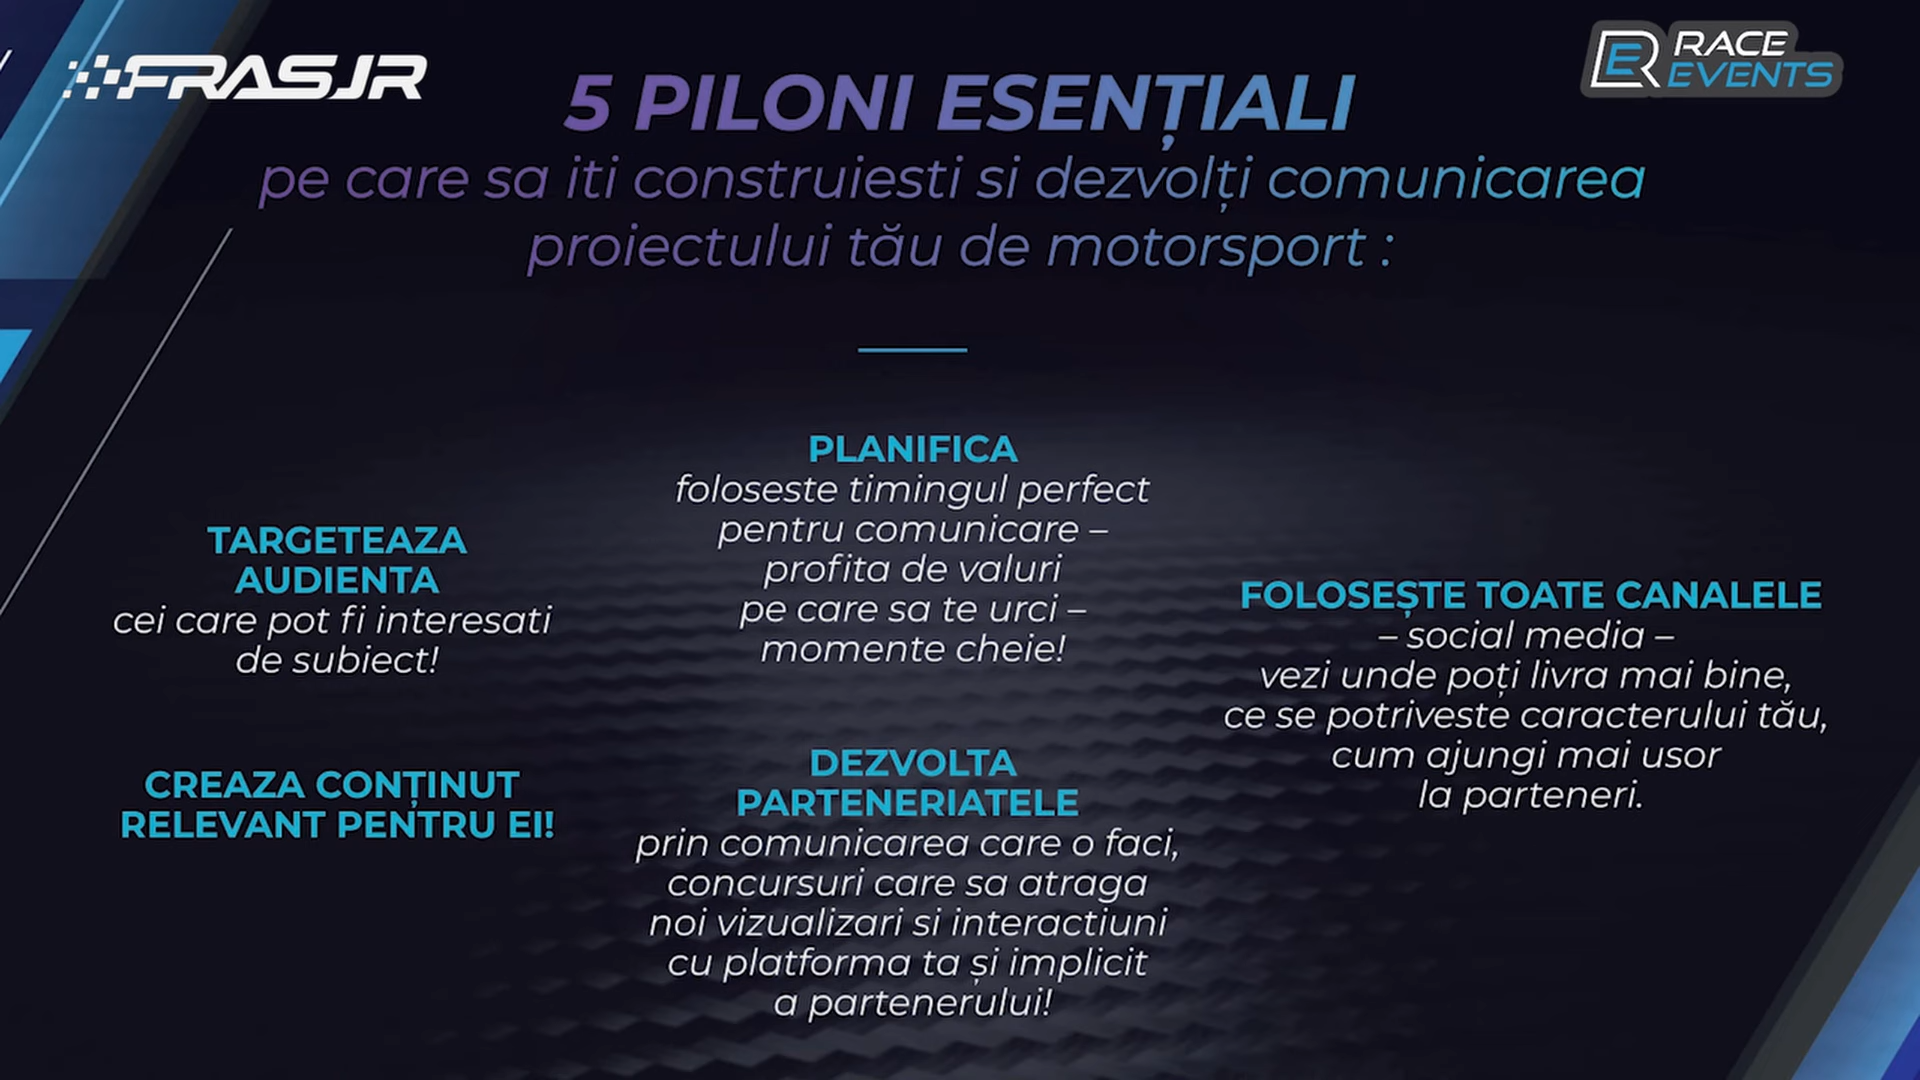 FRASJR
RACE
EVENTS
5 PILONI ESENȚIALI
pe care sa iti construiesti si dezvolți comunicarea
proiectului tău de motorsport :
TARGETEAZA
AUDIENTA
cei care pot fi interesati
de subiect!
CREAZA CONȚINUT
RELEVANT PENTRU EI!
PLANIFICA
foloseste timingul perfect
pentru comunicare –
profita de valuri
pe care sa te urci –
momente cheie!
DEZVOLTA
PARTENERIATELE
prin comunicarea care o faci,
concursuri care sa atraga
noi vizualizari si interactiuni
cu platforma ta și implicit
a partenerului!
FOLOSEȘTE TOATE CANALELE
– social media –
vezi unde poți livra mai bine,
ce se potriveste caracterului tău,
cum ajungi mai usor
la parteneri.